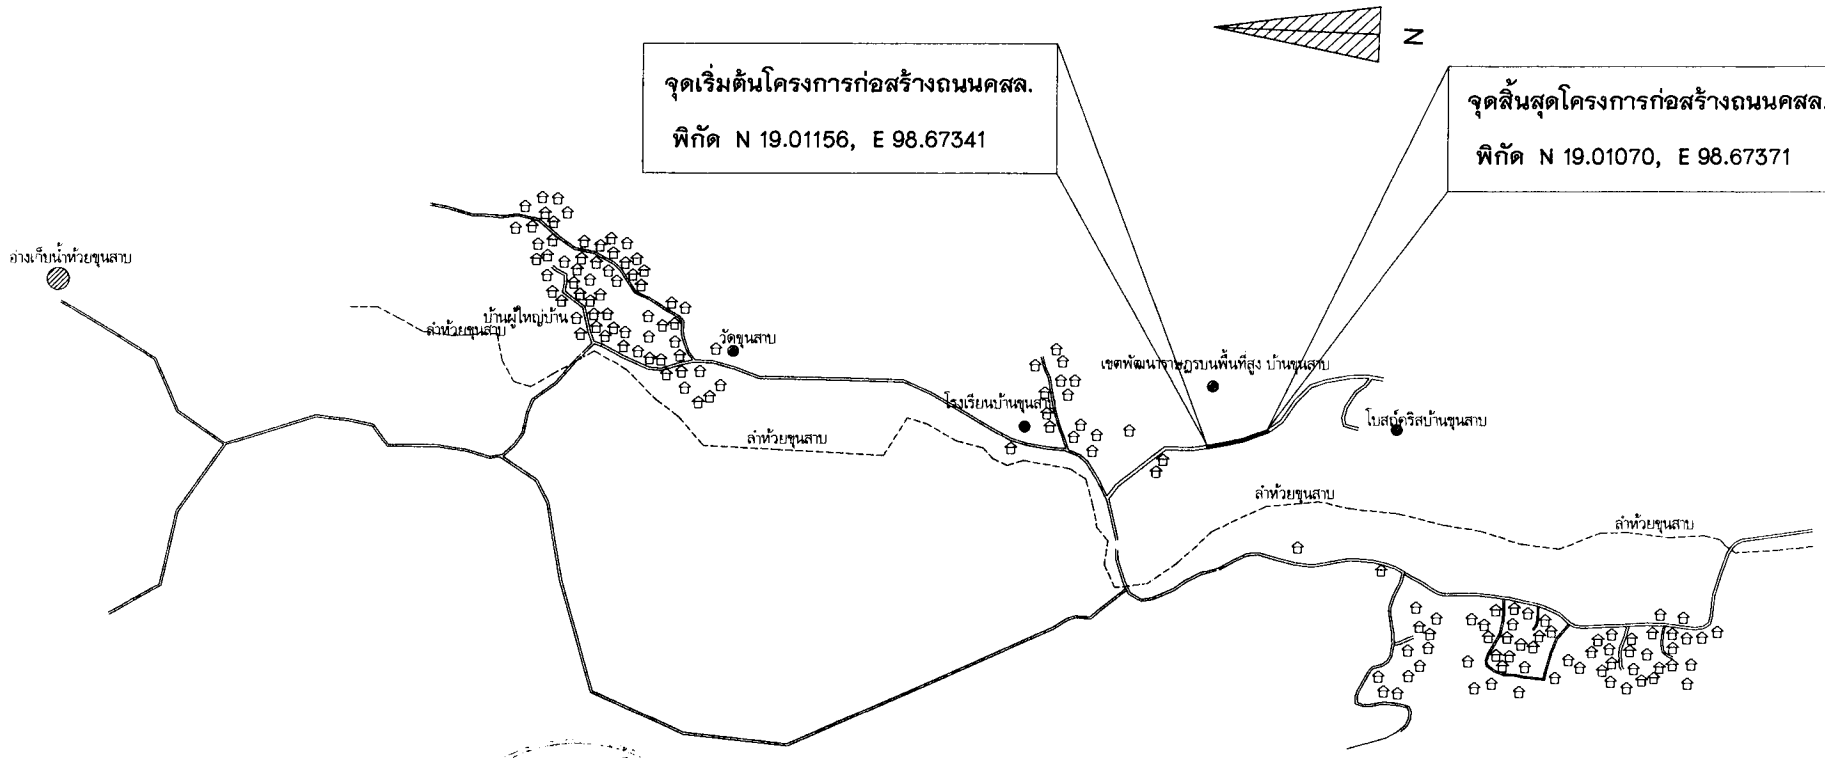 N
จุดเริ่มต้นโครงการก่อสร้างถนนคสล.
พิกัด N 19.01156, E 98.67341
จุดสิ้นสุดโครงการก่อสร้างถนนคสล.
พิกัด N 19.01070, E 98.67371
อ่างเก็บน้ำห้วยขุนสาบ
บ้านผู้ใหญ่บ้าน
ลำห้วยขุนสาบ
วัดขุนสาบ
เขตพัฒนาราษฎรบนพื้นที่สูง บ้านขุนสาบ
โรงเรียนบ้านขุนสาบ
โบสถ์คริสบ้านขุนสาบ
ลำห้วยขุนสาบ
ลำห้วยขุนสาบ
ลำห้วยขุนสาบ